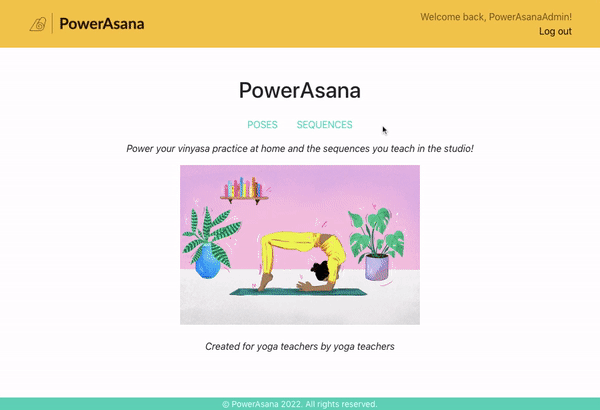 PowerAsana
Welcome back, PowerAsanaAdmin!
Log out
PowerAsana
POSES SEQUENCES
Power your vinyasa practice at home and the sequences you teach in the studio!
Created for yoga teachers by yoga teachers
© PowerAsana 2022. All rights reserved.